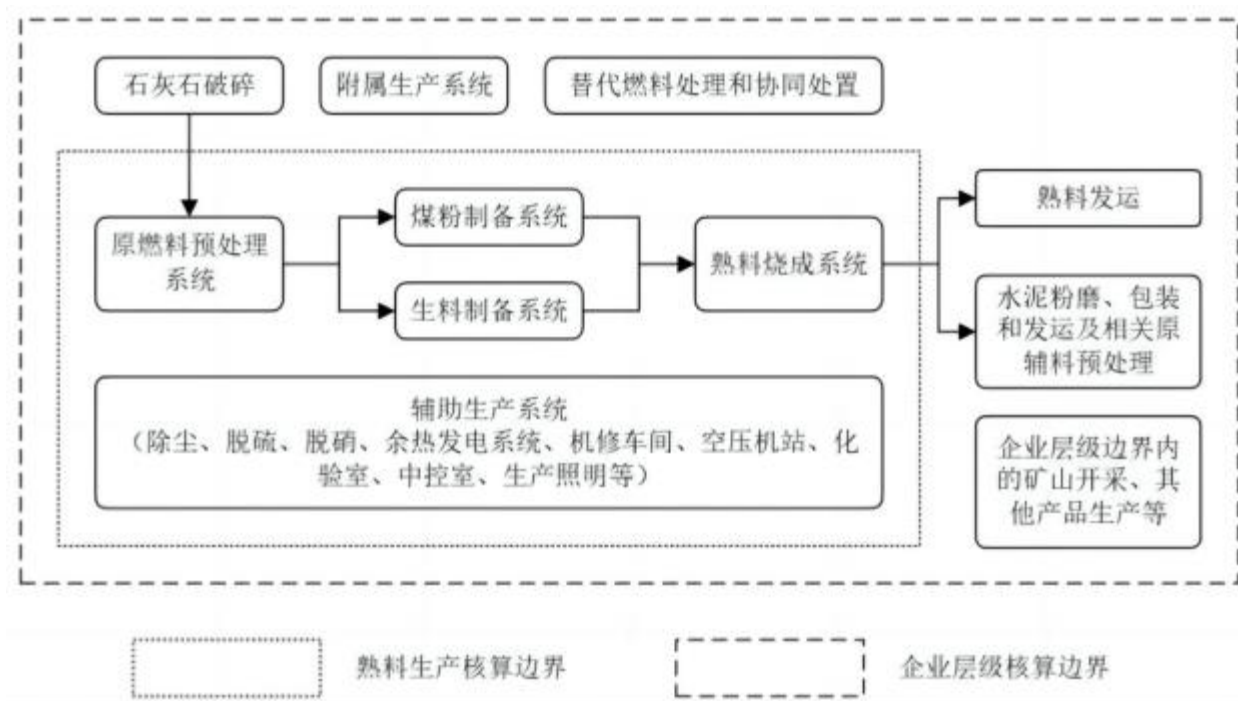 石灰石破碎
附属生产系统
替代燃料处理和协同处置
原燃料预处理
系统
煤粉制备系统
生料制备系统
熟料烧成系统
熟料发运
水泥粉磨、包装
和发运及相关原
辅料预处理
辅助生产系统
（除尘、脱硫、脱硝、余热发电系统、机修车间、空压机站、化
验室、中控室、生产照明等）
企业层级边界内
的矿山开采、其
他产品生产等
熟料生产核算边界
企业层级核算边界